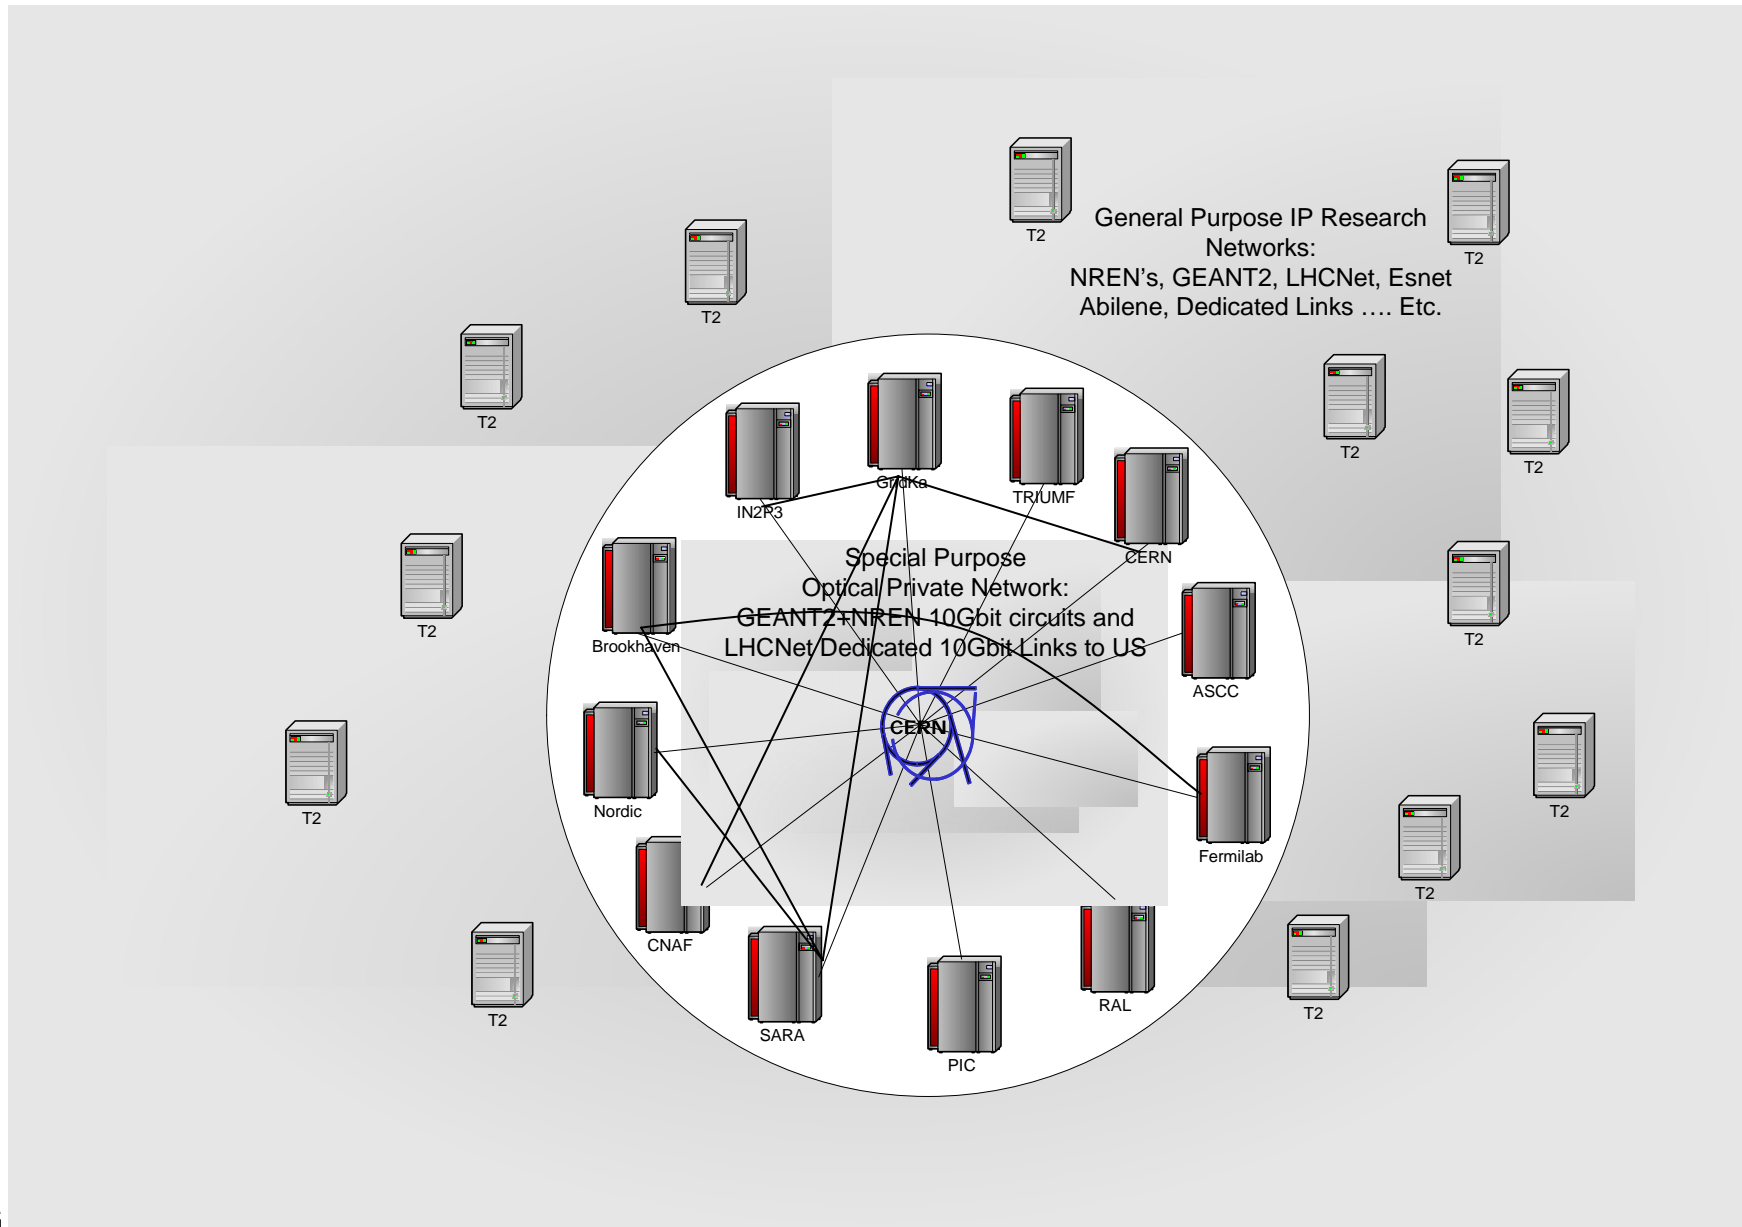 T2
General Purpose IP Research
Networks:
NREN's, GEANT2, LHCNet, Esnet
Abilene, Dedicated Links …. Etc.
T2
T2
T2
T2
T2
GridKa
TRIUMF
IN2P3
CERN
Special Purpose
Optical Private Network:
GEANT2+NREN 10Gbit circuits and
LHCNet Dedicated 10Gbit Links to US
T2
T2
Brookhaven
ASCC
CERN
Nordic
T2
T2
Fermilab
T2
CNAF
T2
T2
SARA
RAL
T2
PIC